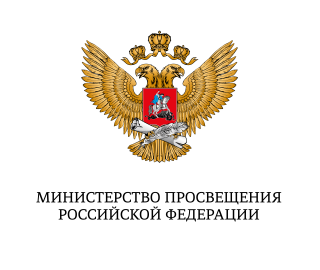 МИНИСТЕРСТВО ПРОСВЕЩЕНИЯ
РОССИЙСКОЙ ФЕДЕРАЦИИ